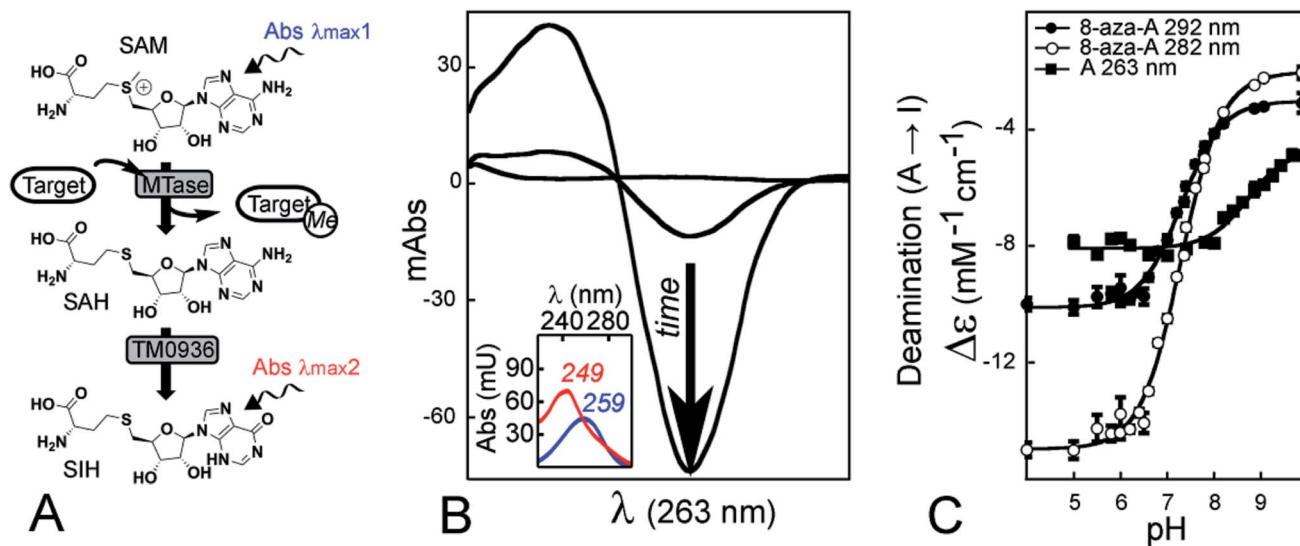 SAM
Abs λmax1
HO
O
H₂N
S
⊕
O
N
N
N
N
NH₂
HO
OH
Target
MTase
Target
Me
HO
O
H₂N
S
O
N
N
N
N
NH₂
HO
OH
SAH
TM0936
Abs λmax2
HO
O
H₂N
S
O
N
N
O
N
HN
HO
OH
SIH
A
mAbs
30
0
-30
-60
time
λ (nm)
240 280
Abs (mU)
90
60
30
249
259
B
λ (263 nm)
8-aza-A 292 nm
8-aza-A 282 nm
A 263 nm
Deamination (A → I)
Δε (mM⁻¹ cm⁻¹)
-4
-8
-12
5 6 7 8 9
pH
C